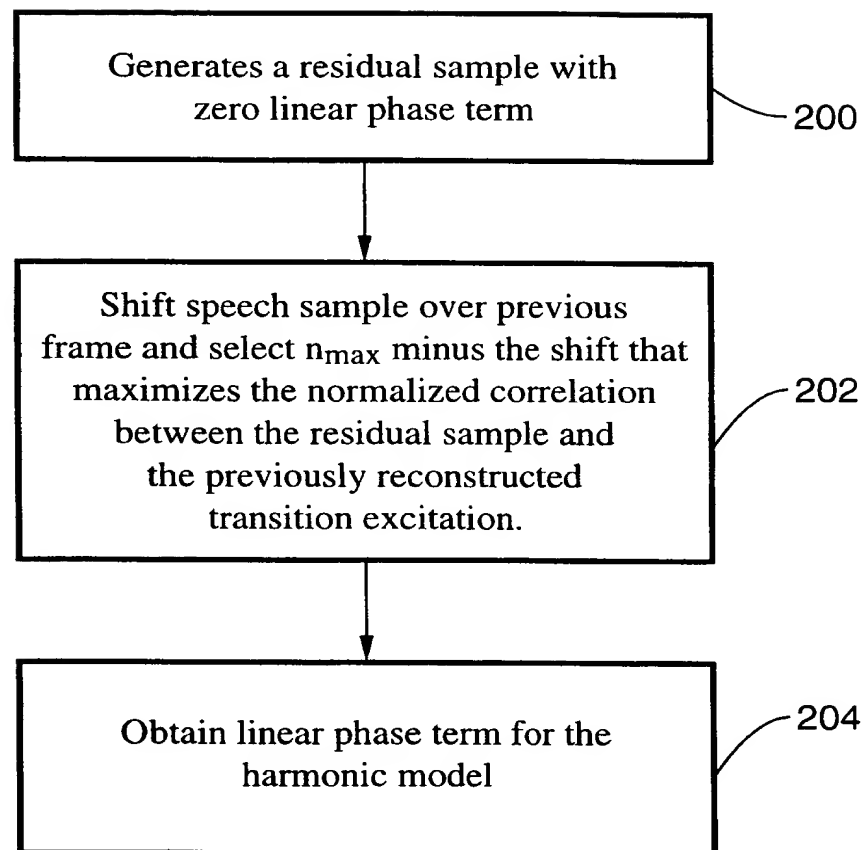 Generates a residual sample with
zero linear phase term
200
Shift speech sample over previous
frame and select nmax minus the shift that
maximizes the normalized correlation
between the residual sample and
the previously reconstructed
transition excitation.
202
Obtain linear phase term for the
harmonic model
204